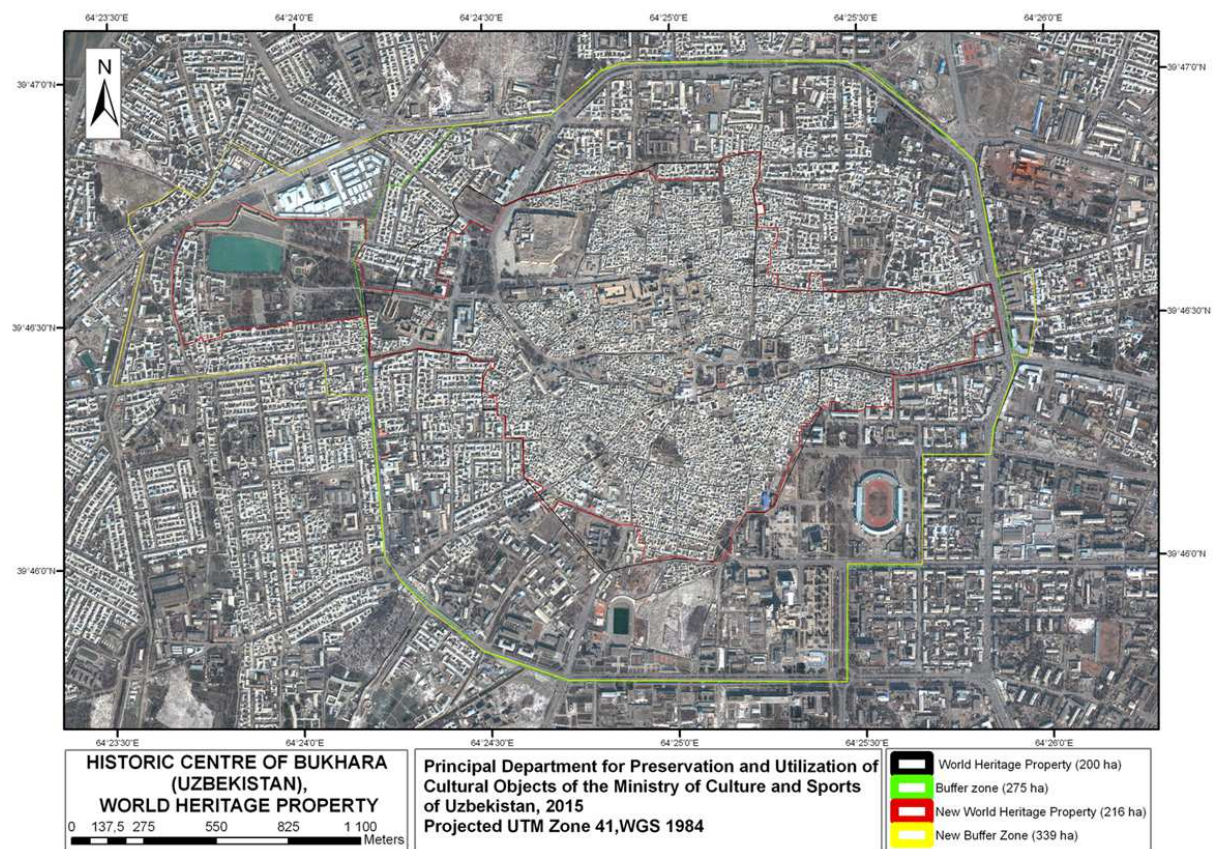 64°23'30"E 64°24'0"E 64°24'30"E 64°25'0"E 64°25'30"E 64°26'0"E
N
39°47'0"N 39°47'0"N
39°46'30"N 39°46'30"N
39°46'0"N 39°46'0"N
64°23'30"E 64°24'0"E 64°24'30"E 64°25'0"E 64°25'30"E 64°26'0"E
HISTORIC CENTRE OF BUKHARA
(UZBEKISTAN),
WORLD HERITAGE PROPERTY
0 137,5 275 550 825 1 100
Meters
Principal Department for Preservation and Utilization of
Cultural Objects of the Ministry of Culture and Sports
of Uzbekistan, 2015
Projected UTM Zone 41,WGS 1984
World Heritage Property (200 ha)
Buffer zone (275 ha)
New World Heritage Property (216 ha)
New Buffer Zone (339 ha)